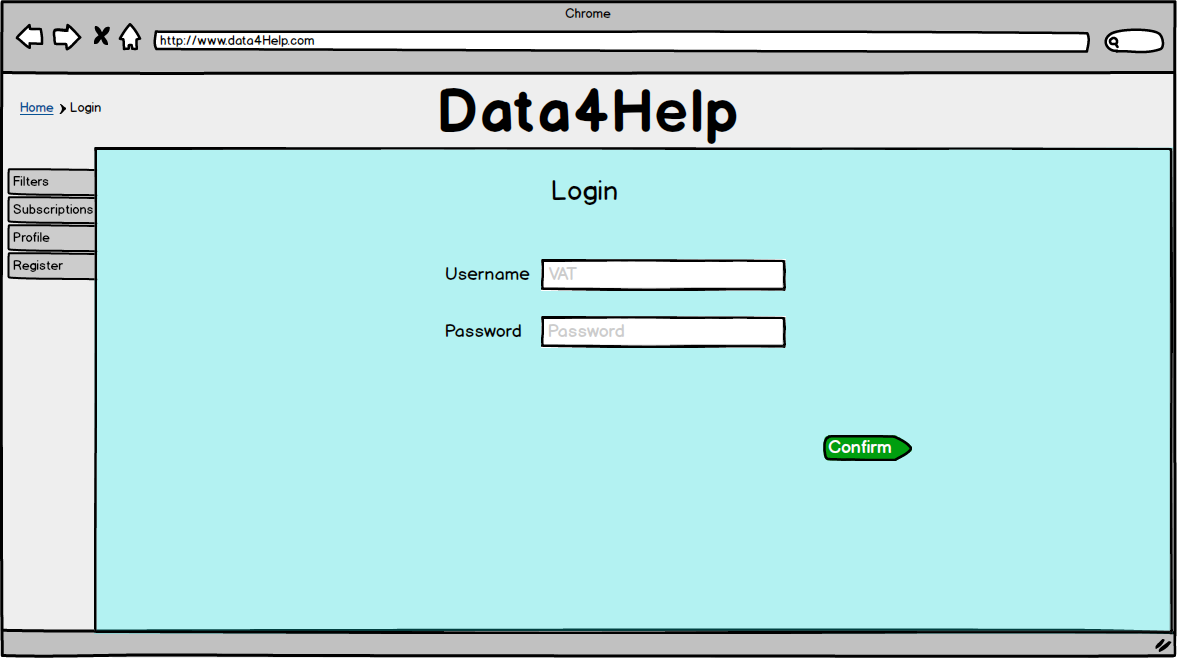 Chrome
http://www.data4Help.com
Home Login
Data4Help
Filters
Subscriptions
Profile
Register
Login
Username VAT
Password Password
Confirm